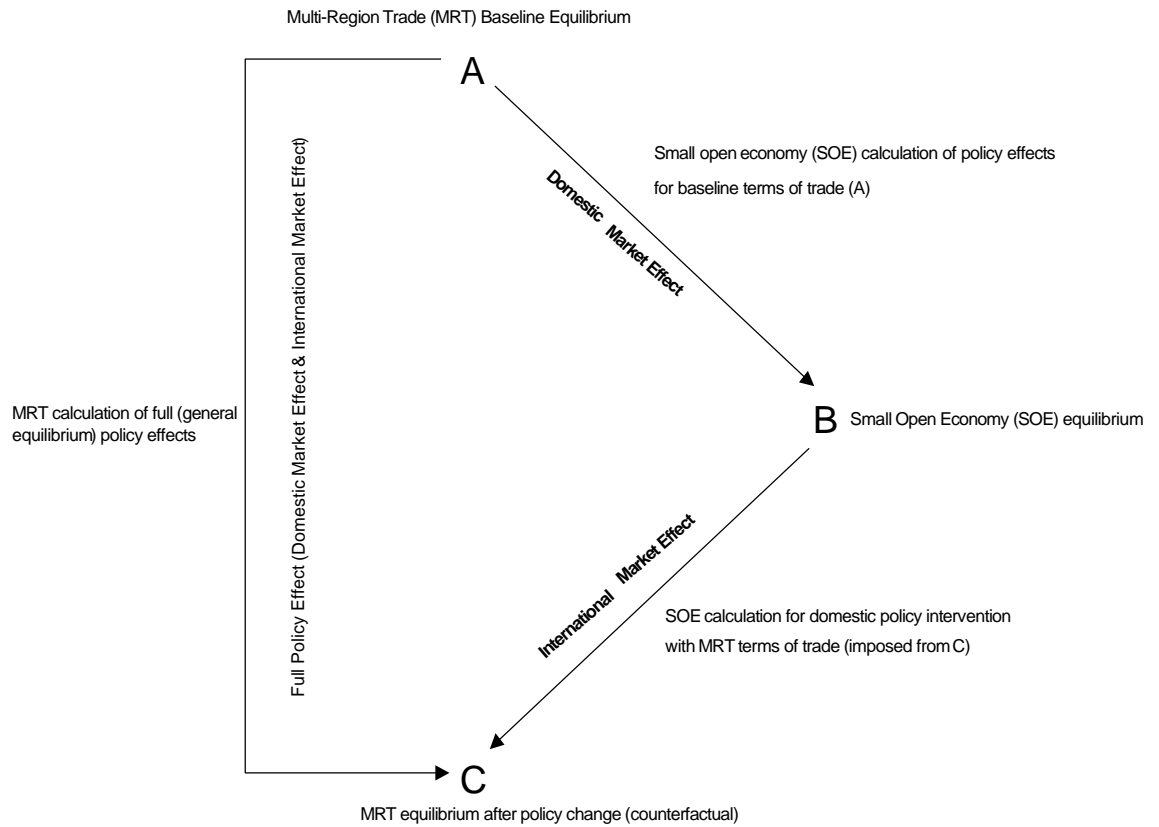 Multi-Region Trade (MRT) Baseline Equilibrium
A
Small open economy (SOE) calculation of policy effects
for baseline terms of trade (A)
Domestic Market Effect
Full Policy Effect (Domestic Market Effect & International Market Effect)
MRT calculation of full (general
equilibrium) policy effects
B
Small Open Economy (SOE) equilibrium
International Market Effect
SOE calculation for domestic policy intervention
with MRT terms of trade (imposed from C)
C
MRT equilibrium after policy change (counterfactual)